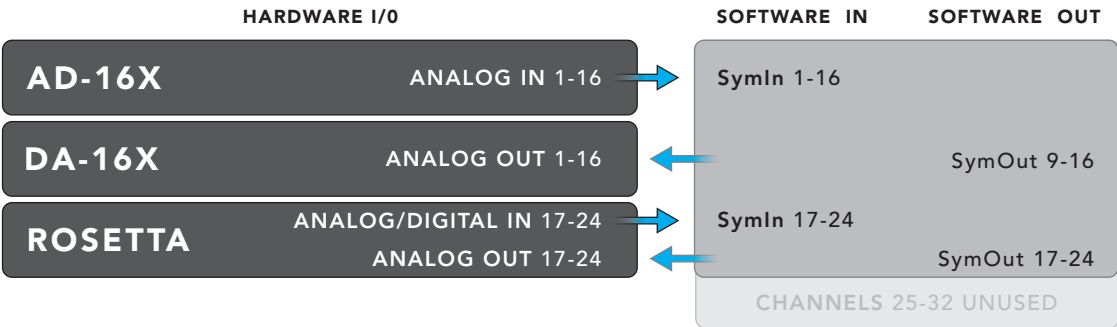 HARDWARE I/0 SOFTWARE IN SOFTWARE OUT
AD-16X ANALOG IN 1-16 SymIn 1-16
DA-16X ANALOG OUT 1-16 SymOut 9-16
ROSETTA ANALOG/DIGITAL IN 17-24 SymIn 17-24
ANALOG OUT 17-24 SymOut 17-24
CHANNELS 25-32 UNUSED